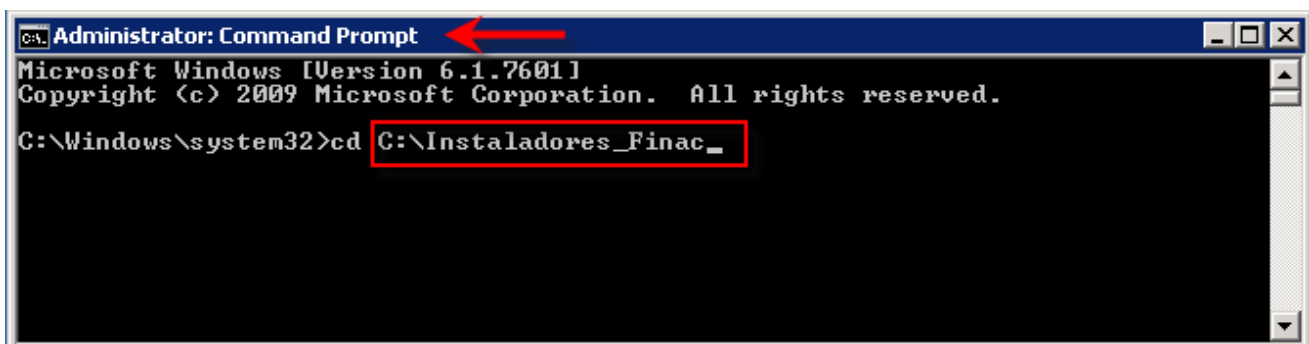 Administrator: Command Prompt
Microsoft Windows [Version 6.1.7601]
Copyright (c) 2009 Microsoft Corporation.  All rights reserved.
C:\Windows\system32>cd C:\Instaladores_Finac_